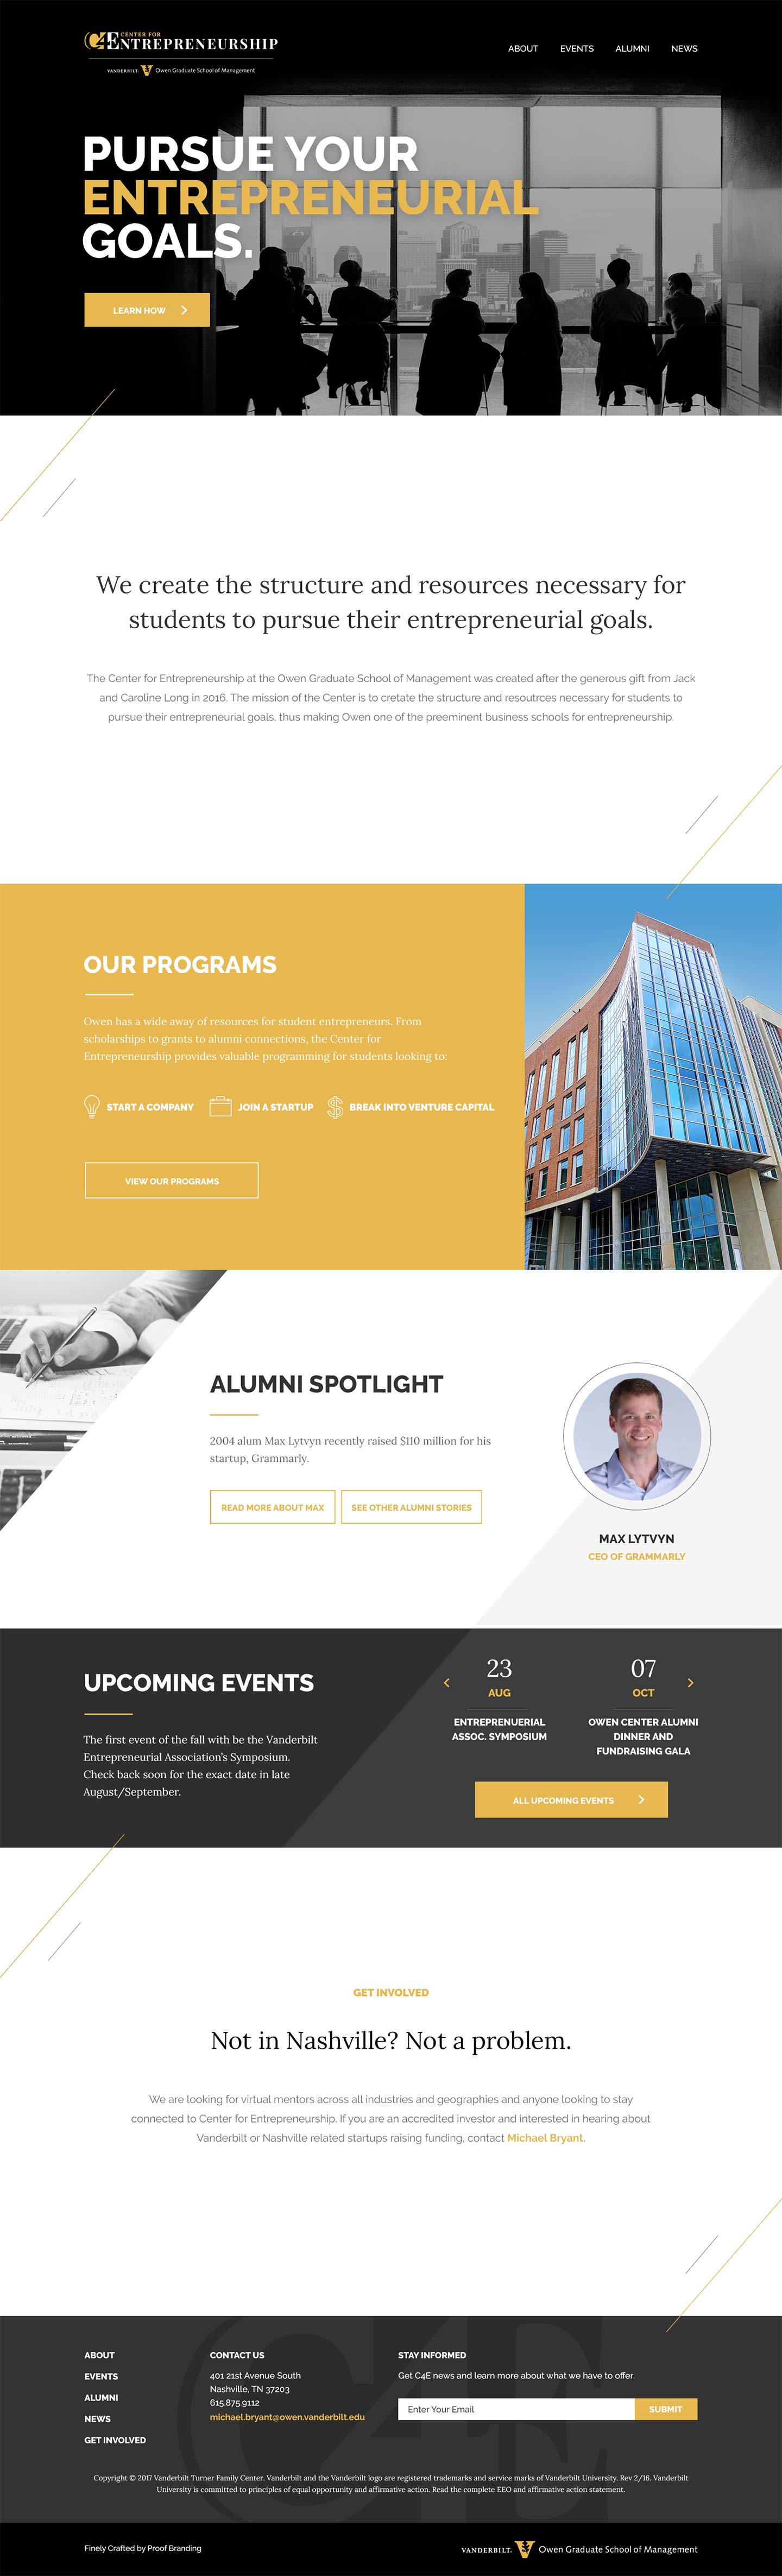 CENTER FOR
C4ENTREPRENEURSHIP
VANDERBILT Owen Graduate School of Management
ABOUT EVENTS ALUMNI NEWS
PURSUE YOUR
ENTREPRENEURIAL
GOALS.
LEARN HOW
We create the structure and resources necessary for
students to pursue their entrepreneurial goals.
The Center for Entrepreneurship at the Owen Graduate School of Management was created after the generous gift from Jack
and Caroline Long in 2016. The mission of the Center is to cretate the structure and resoutrces necessary for students to
pursue their entrepreneurial goals, thus making Owen one of the preeminent business schools for entrepreneurship.
OUR PROGRAMS
Owen has a wide away of resources for student entrepreneurs. From
scholarships to grants to alumni connections, the Center for
Entrepreneurship provides valuable programming for students looking to:
START A COMPANY JOIN A STARTUP BREAK INTO VENTURE CAPITAL
VIEW OUR PROGRAMS
ALUMNI SPOTLIGHT
2004 alum Max Lytvyn recently raised $110 million for his
startup, Grammarly.
READ MORE ABOUT MAX SEE OTHER ALUMNI STORIES
MAX LYTVYN
CEO OF GRAMMARLY
UPCOMING EVENTS
The first event of the fall with be the Vanderbilt
Entrepreneurial Association's Symposium.
Check back soon for the exact date in late
August/September.
23
AUG
ENTREPRENUERIAL
ASSOC. SYMPOSIUM
07
OCT
OWEN CENTER ALUMNI
DINNER AND
FUNDRAISING GALA
ALL UPCOMING EVENTS
GET INVOLVED
Not in Nashville? Not a problem.
We are looking for virtual mentors across all industries and geographies and anyone looking to stay
connected to Center for Entrepreneurship. If you are an accredited investor and interested in hearing about
Vanderbilt or Nashville related startups raising funding, contact Michael Bryant.
ABOUT
EVENTS
ALUMNI
NEWS
GET INVOLVED
CONTACT US
401 21st Avenue South
Nashville, TN 37203
615.875.9112
michael.bryant@owen.vanderbilt.edu
STAY INFORMED
Get C4E news and learn more about what we have to offer.
Enter Your Email SUBMIT
C4E
Copyright © 2017 Vanderbilt Turner Family Center. Vanderbilt and the Vanderbilt logo are registered trademarks and service marks of Vanderbilt University. Rev 2/16. Vanderbilt
University is committed to principles of equal opportunity and affirmative action. Read the complete EEO and affirmative action statement.
Finely Crafted by Proof Branding
VANDERBILT Owen Graduate School of Management